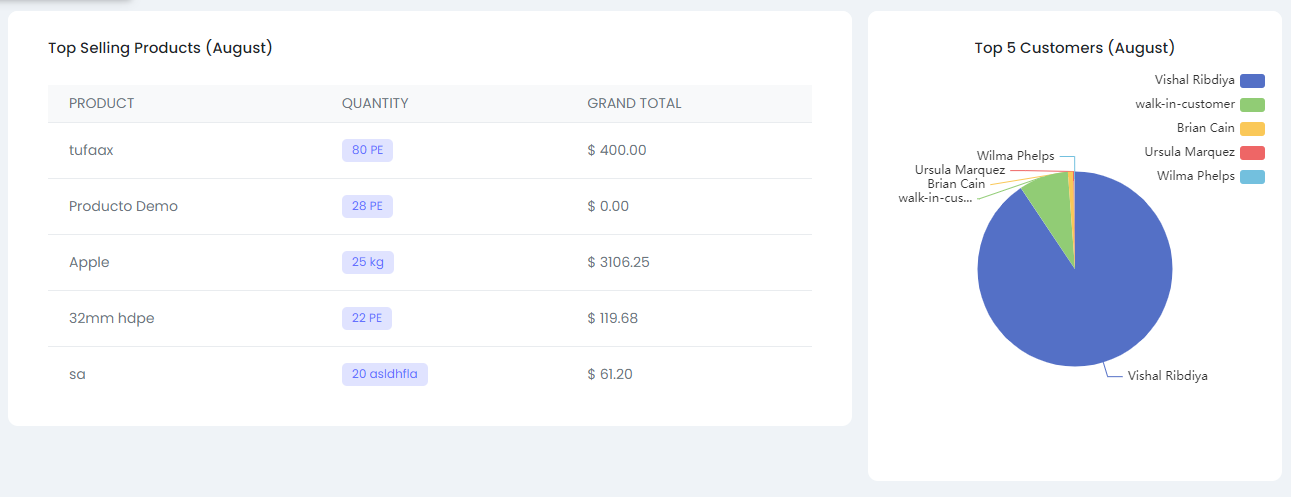 Top Selling Products (August)
PRODUCT QUANTITY GRAND TOTAL
tufaax 80 PE $ 400.00
Producto Demo 28 PE $ 0.00
Apple 25 kg $ 3106.25
32mm hdpe 22 PE $ 119.68
sa 20 asldhfla $ 61.20
Top 5 Customers (August)
Vishal Ribdiya
walk-in-customer
Brian Cain
Ursula Marquez
Wilma Phelps
Wilma Phelps
Ursula Marquez
Brian Cain
walk-in-cus...
Vishal Ribdiya